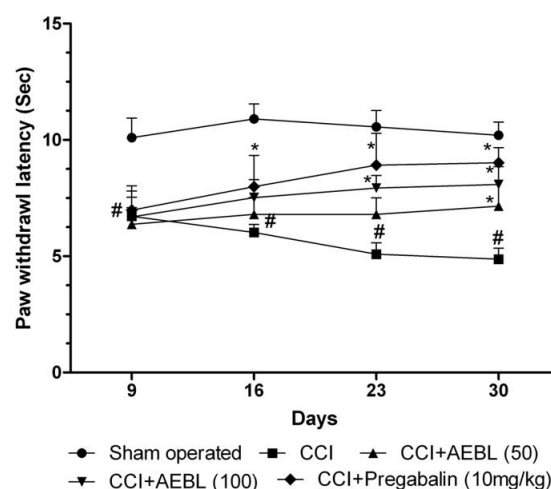 Paw withdrawl latency (Sec)
15
10
5
0
*
*
*
*
*
*
#
#
#
#
9
16
23
30
Days
Sham operated
CCI
CCI+AEBL (50)
CCI+AEBL (100)
CCI+Pregabalin (10mg/kg)